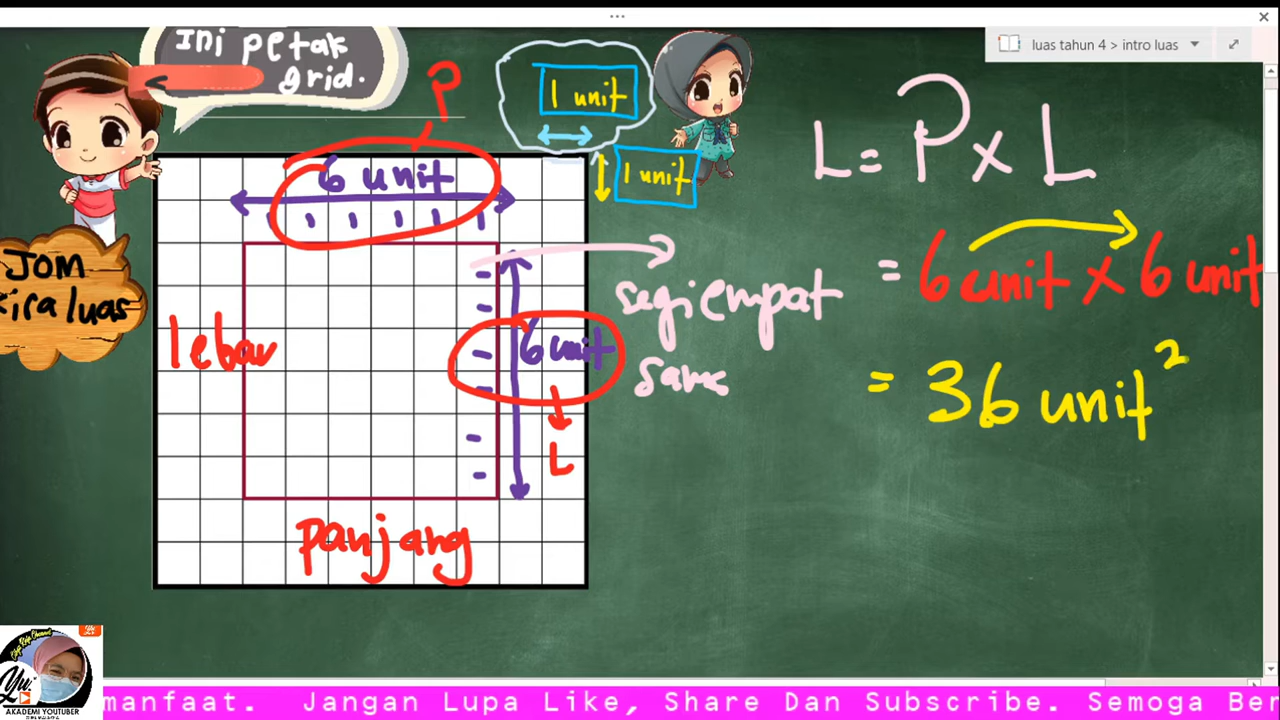 luas tahun 4 > intro luas
Ini petak
grid.
P
1 unit
6 unit
1 unit
L = P x L
= 6 unit x 6 unit
JOM
kira luas
segiempat
sama
lebar
6 unit
= 36 unit²
L
panjang
AKADEMI YOUTUBER
manfaat. Jangan Lupa Like, Share Dan Subscribe. Semoga Ber